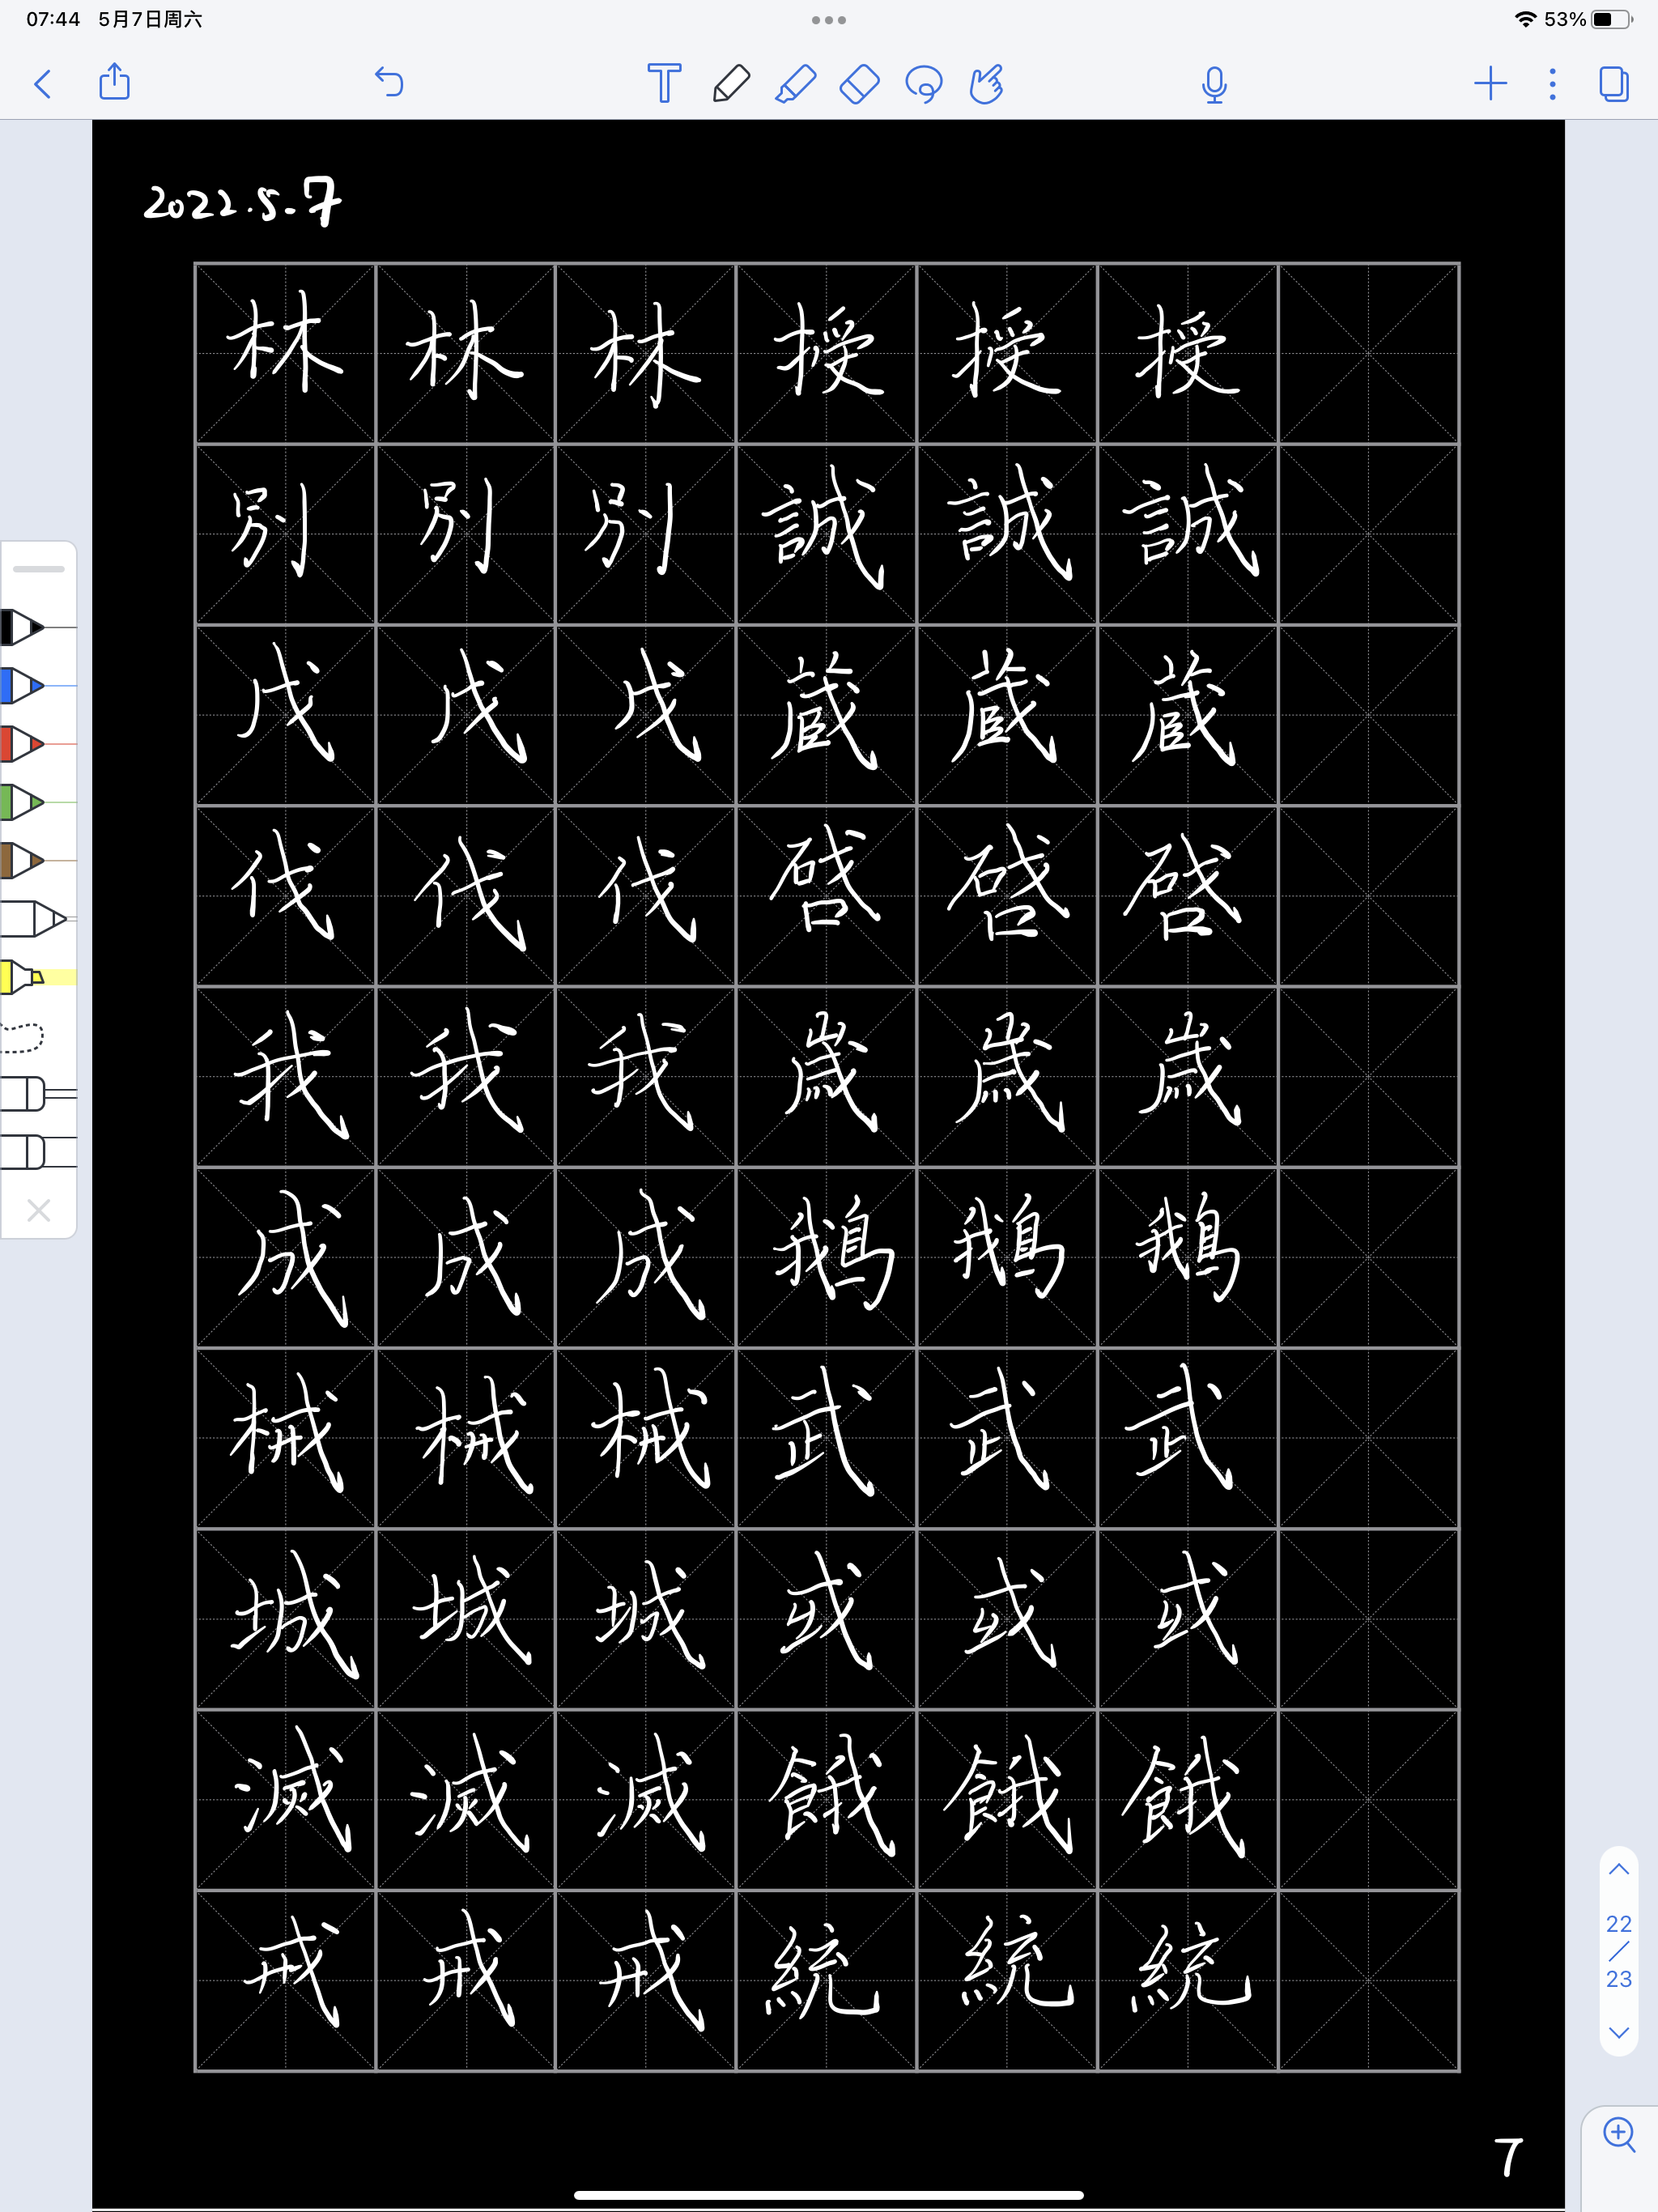 07:44 5月7日周六 53%
2022.5.7
林林林授授授
别别别誠誠誠
戊戊戊蔵蔵蔵
伐伐伐啓啓啓
我我我歳歳歳
成成成鵝鵝鵝
械械械武武武
城城城或或或
滅滅滅餓餓餓
戒戒戒統統統
22
23
7